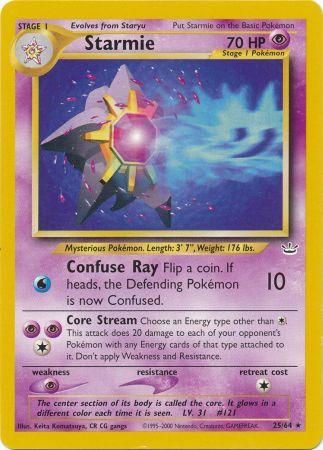 STAGE 1 Evolves from Staryu Put Starmie on the Basic Pokémon
Starmie 70 HP
Stage 1 Pokémon
Mysterious Pokémon. Length: 3' 7", Weight: 176 lbs.
Confuse Ray Flip a coin. If
heads, the Defending Pokémon
is now Confused.
10
Core Stream Choose an Energy type other than .
This attack does 20 damage to each of your opponent's
Pokémon with any Energy cards of that type attached to
it. Don't apply Weakness and Resistance.
weakness resistance retreat cost
The center section of its body is called the core. It glows in a
different color each time it is seen. LV. 31 #121
Illus. Keita Komatsuya, CR CG gangs ©1995-2000 Nintendo, Creatures, GAMEFREAK. 25/64 ★